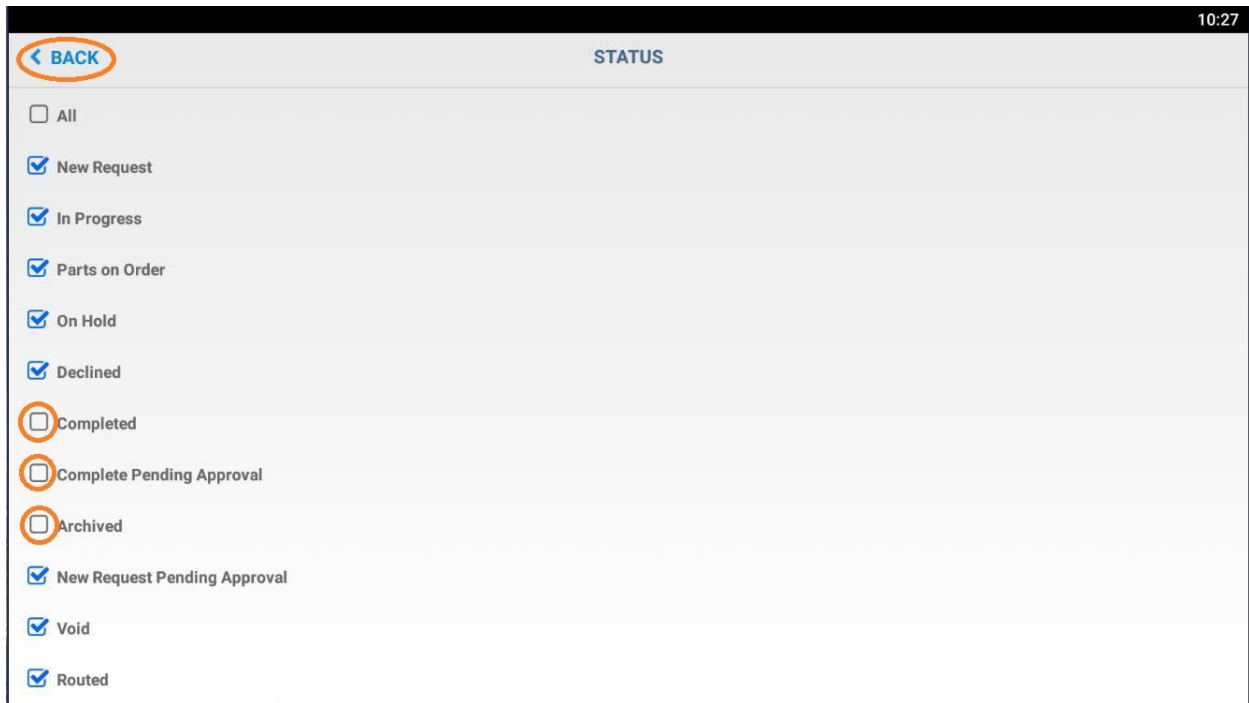 10:27
BACK
STATUS
All
New Request
In Progress
Parts on Order
On Hold
Declined
Completed
Complete Pending Approval
Archived
New Request Pending Approval
Void
Routed